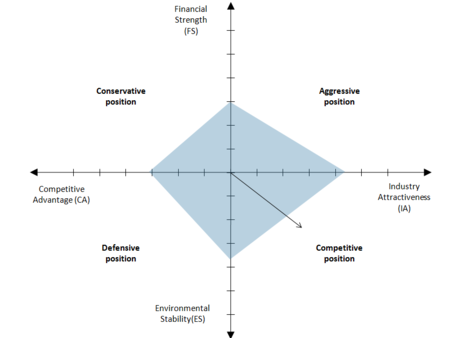 Financial
Strength
(FS)
Conservative
position
Aggressive
position
Competitive
Advantage (CA)
Industry
Attractiveness
(IA)
Defensive
position
Competitive
position
Environmental
Stability(ES)